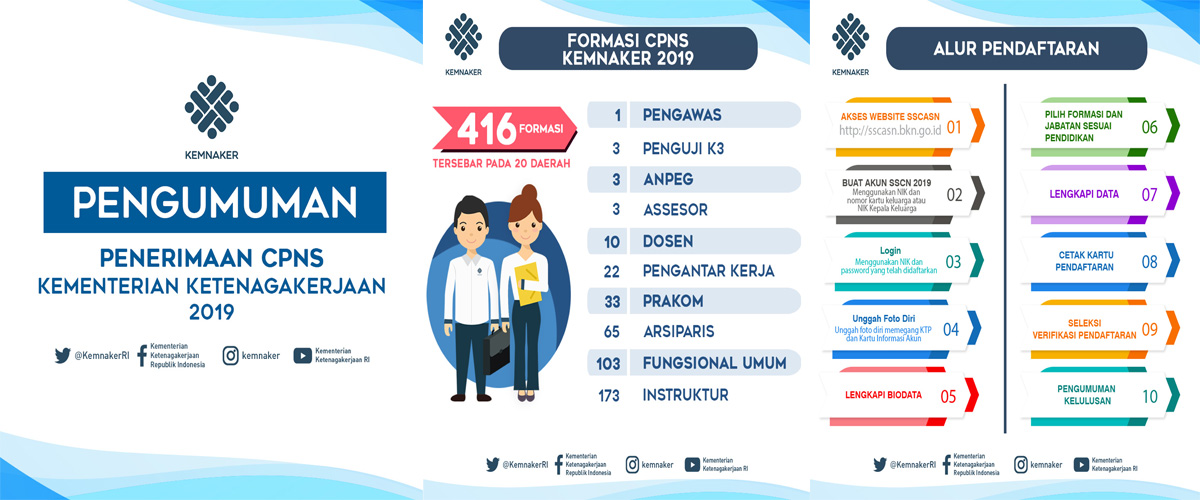 KEMNAKER
PENGUMUMAN
PENERIMAAN CPNS
KEMENTERIAN KETENAGAKERJAAN
2019
@KemnakerRI
Kementerian
Ketenagakerjaan
Republik Indonesia
kemnaker
Kementerian
Ketenagakerjaan RI
KEMNAKER
FORMASI CPNS
KEMNAKER 2019
416 FORMASI
TERSEBAR PADA 20 DAERAH
1 PENGAWAS
3 PENGUJI K3
3 ANPEG
3 ASSESOR
10 DOSEN
22 PENGANTAR KERJA
33 PRAKOM
65 ARSIPARIS
103 FUNGSIONAL UMUM
173 INSTRUKTUR
@KemnakerRI
Kementerian
Ketenagakerjaan
Republik Indonesia
kemnaker
Kementerian
Ketenagakerjaan RI
KEMNAKER
ALUR PENDAFTARAN
AKSES WEBSITE SSCASN
http://sscasn.bkn.go.id
01
BUAT AKUN SSCN 2019
Menggunakan NIK dan
nomor kartu keluarga atau
NIK Kepala Keluarga
02
Login
Menggunakan NIK dan
password yang telah didaftarkan
03
Unggah Foto Diri
Unggah foto diri memegang KTP
dan Kartu Informasi Akun
04
LENGKAPI BIODATA
05
PILIH FORMASI DAN
JABATAN SESUAI
PENDIDIKAN
06
LENGKAPI DATA
07
CETAK KARTU
PENDAFTARAN
08
SELEKSI
VERIFIKASI PENDAFTARAN
09
PENGUMUMAN
KELULUSAN
10
@KemnakerRI
Kementerian
Ketenagakerjaan
Republik Indonesia
kemnaker
Kementerian
Ketenagakerjaan RI